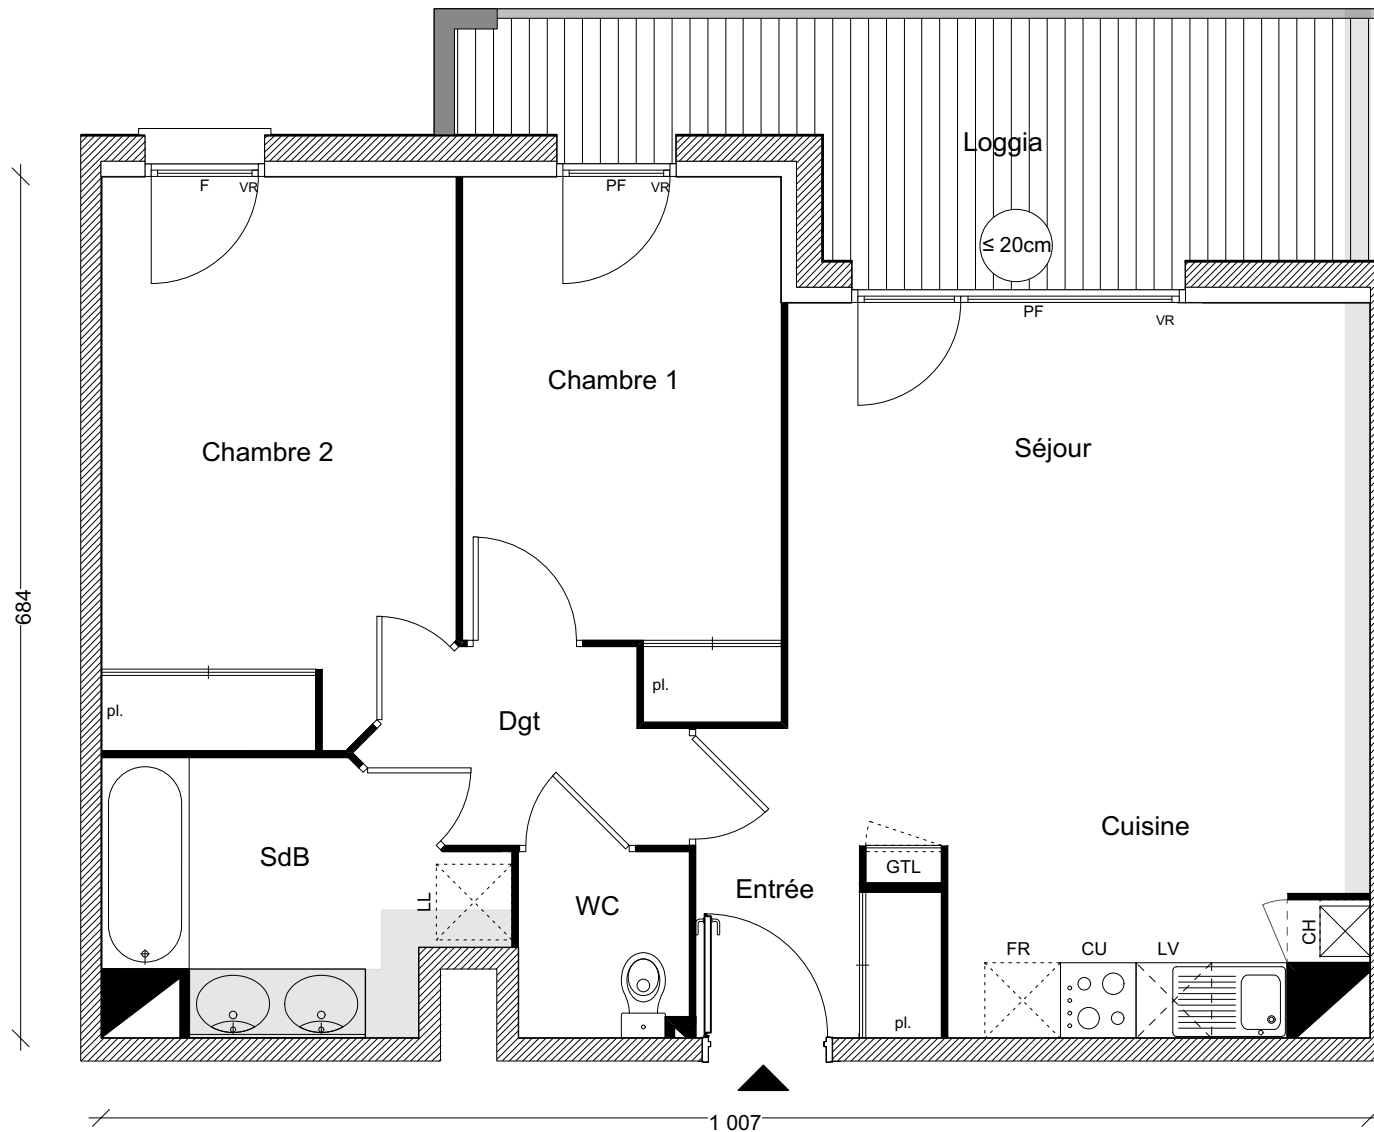 Loggia
F
VR
PF
VR
≤ 20cm
PF
VR
Chambre 1
Chambre 2
Séjour
684
pl.
pl.
Dgt
Cuisine
SdB
GTL
Entrée
LL
WC
CH
FR
CU
LV
pl.
1 007